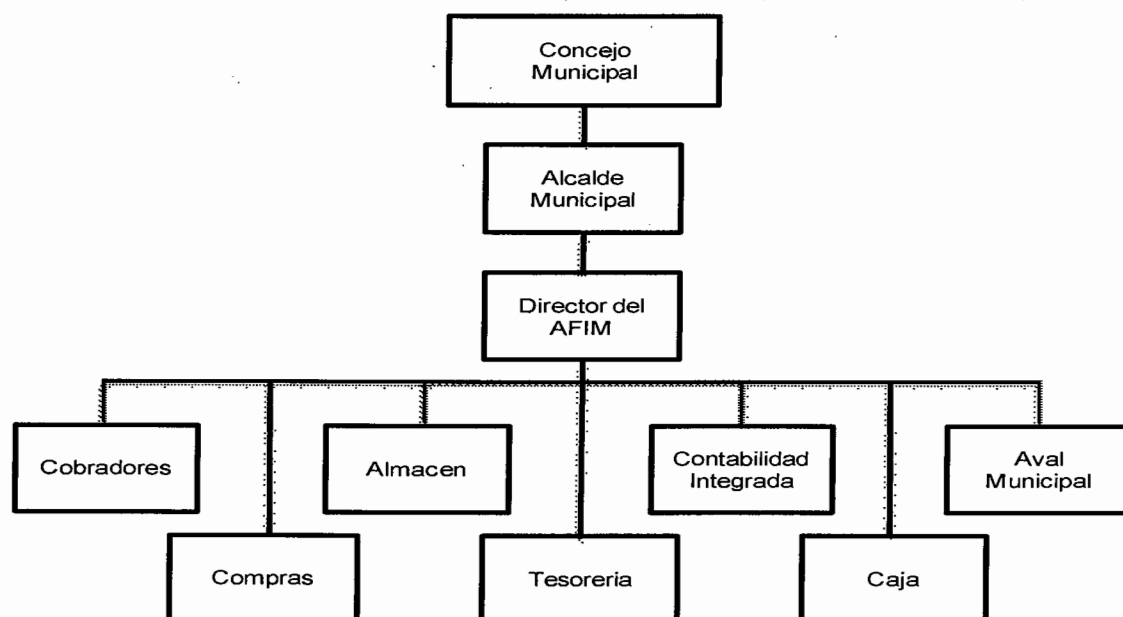 Concejo
Municipal
Alcalde
Municipal
Director del
AFIM
Cobradores
Almacen
Contabilidad
Integrada
Aval
Municipal
Compras
Tesoreria
Caja